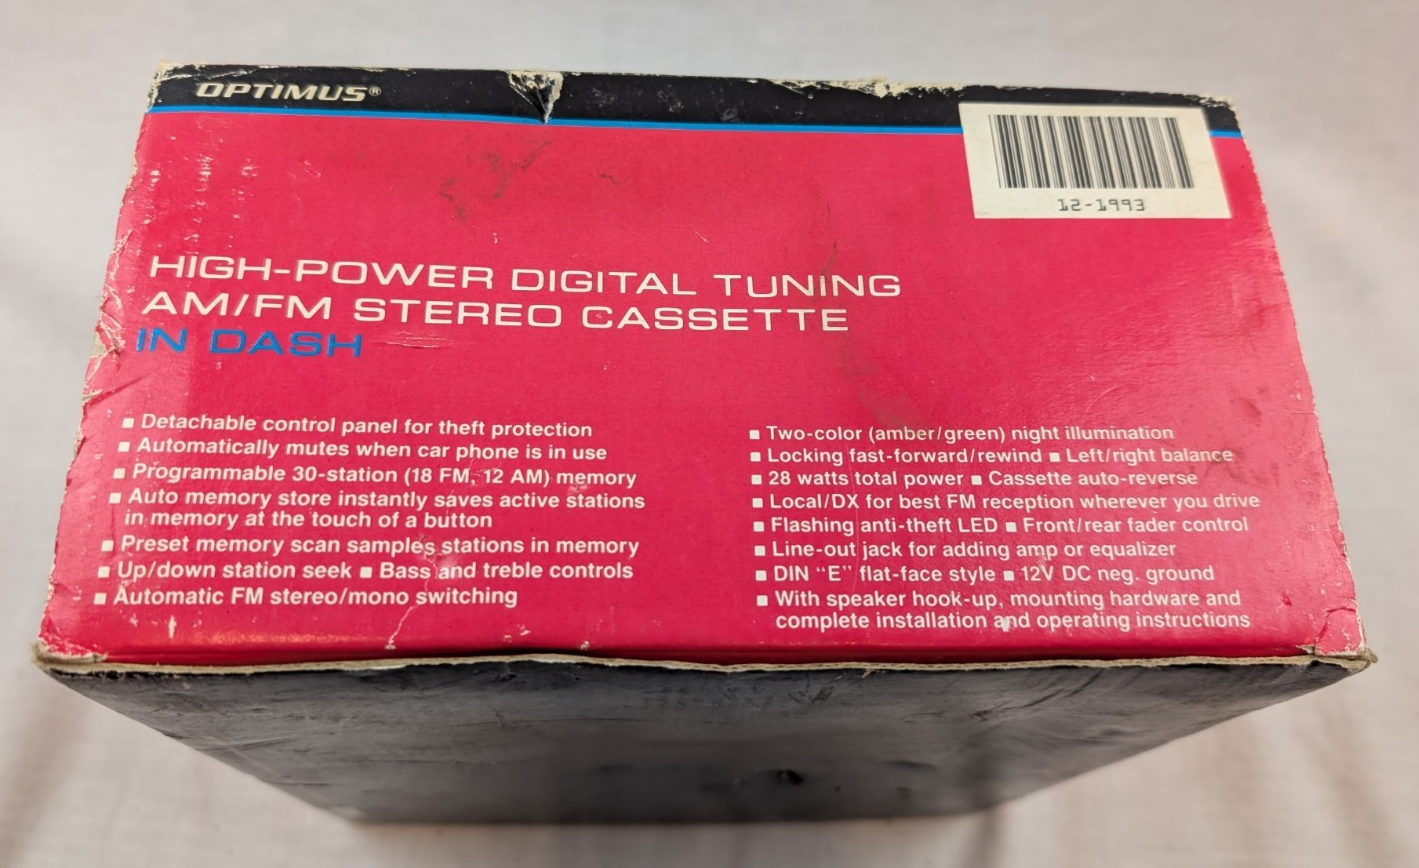 OPTIMUS®
12-1993
HIGH-POWER DIGITAL TUNING
AM/FM STEREO CASSETTE
IN DASH
■ Detachable control panel for theft protection
■ Automatically mutes when car phone is in use
■ Programmable 30-station (18 FM, 12 AM) memory
■ Auto memory store instantly saves active stations
in memory at the touch of a button
■ Preset memory scan samples stations in memory
■ Up/down station seek ■ Bass and treble controls
■ Automatic FM stereo/mono switching
■ Two-color (amber/green) night illumination
■ Locking fast-forward/rewind ■ Left/right balance
■ 28 watts total power ■ Cassette auto-reverse
■ Local/DX for best FM reception wherever you drive
■ Flashing anti-theft LED ■ Front/rear fader control
■ Line-out jack for adding amp or equalizer
■ DIN “E” flat-face style ■ 12V DC neg. ground
■ With speaker hook-up, mounting hardware and
complete installation and operating instructions